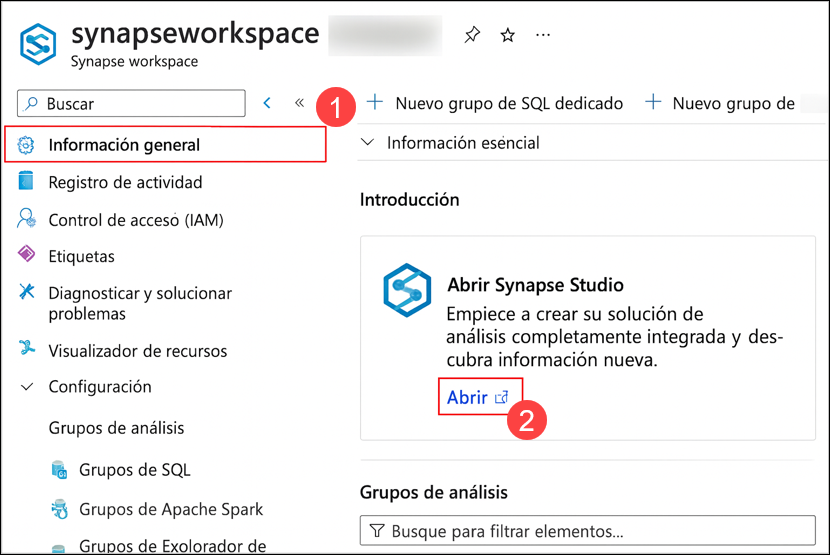 synapseworkspace
Synapse workspace
Buscar
1
Nuevo grupo de SQL dedicado
Nuevo grupo de
Información general
Información esencial
Registro de actividad
Introducción
Control de acceso (IAM)
Etiquetas
Diagnosticar y solucionar
problemas
Visualizador de recursos
Configuración
Grupos de análisis
Grupos de SQL
Grupos de Apache Spark
Grupos de Exolorador de
Abrir Synapse Studio
Empiece a crear su solución de
análisis completamente integrada y des-
cubra información nueva.
Abrir
2
Grupos de análisis
Busque para filtrar elementos...